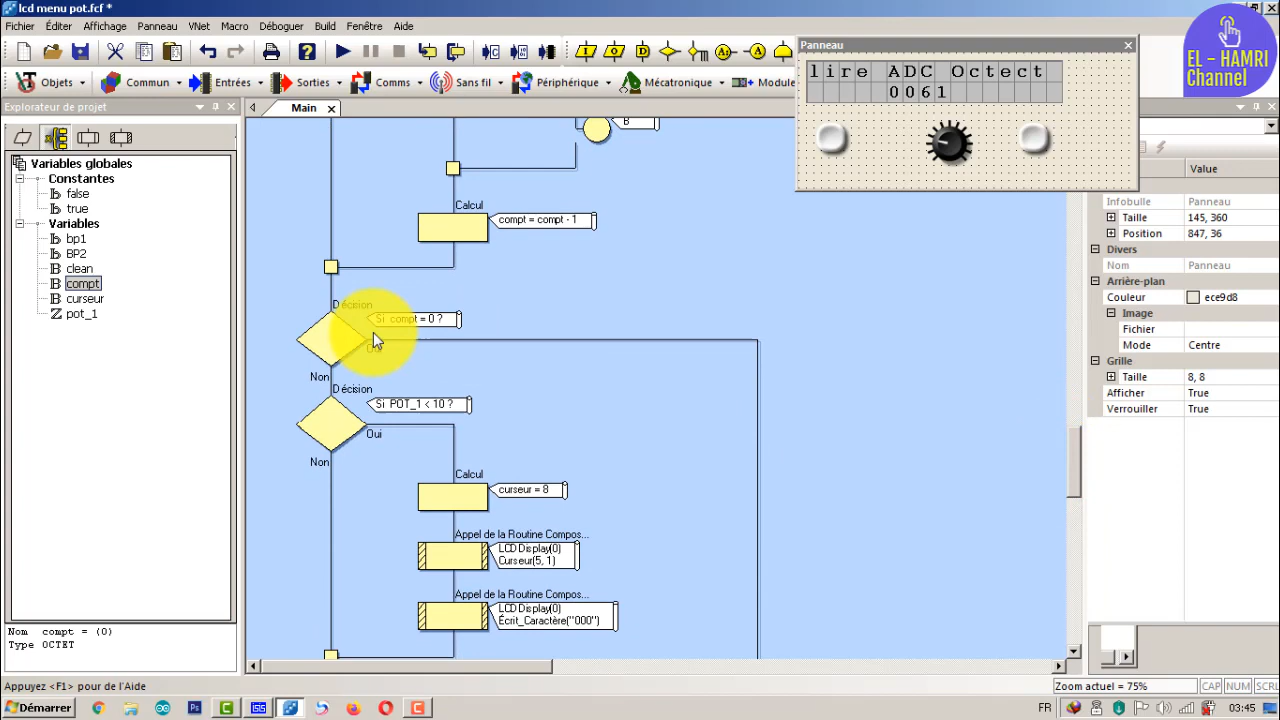 lcd menu pot.fcf *
Fichier Éditer Affichage Panneau VNet Macro Déboguer Build Fenêtre Aide
Objets Commun Entrées Sorties Comms Sans fil Périphérique Mécatronique Module
EL - HAMRI
Channel
Panneau
lire ADC Octect
0061
Explorateur de projet
Main
Variables globales
Constantes
false
true
Variables
bp1
BP2
clean
compt
curseur
pot_1
Nom compt = (0)
Type OCTET
B
Calcul
compt = compt - 1
Décision
Si compt = 0 ?
Non
Décision
Si POT_1 < 10 ?
Oui
Non
Calcul
curseur = 8
Appel de la Routine Compos...
LCDDisplay(0)
Curseur(5, 1)
Appel de la Routine Compos...
LCDDisplay(0)
Écrit_Caractère("000")
Value
Infobulle Panneau
Taille 145, 360
Position 847, 36
Divers
Nom Panneau
Arrière-plan
Couleur ece9d8
Image
Fichier
Mode Centre
Grille
Taille 8, 8
Afficher True
Verrouiller True
Appuyez <F1> pour de l'Aide
Zoom actuel = 75%
CAP NUM SCRL
Démarrer
FR
03:45